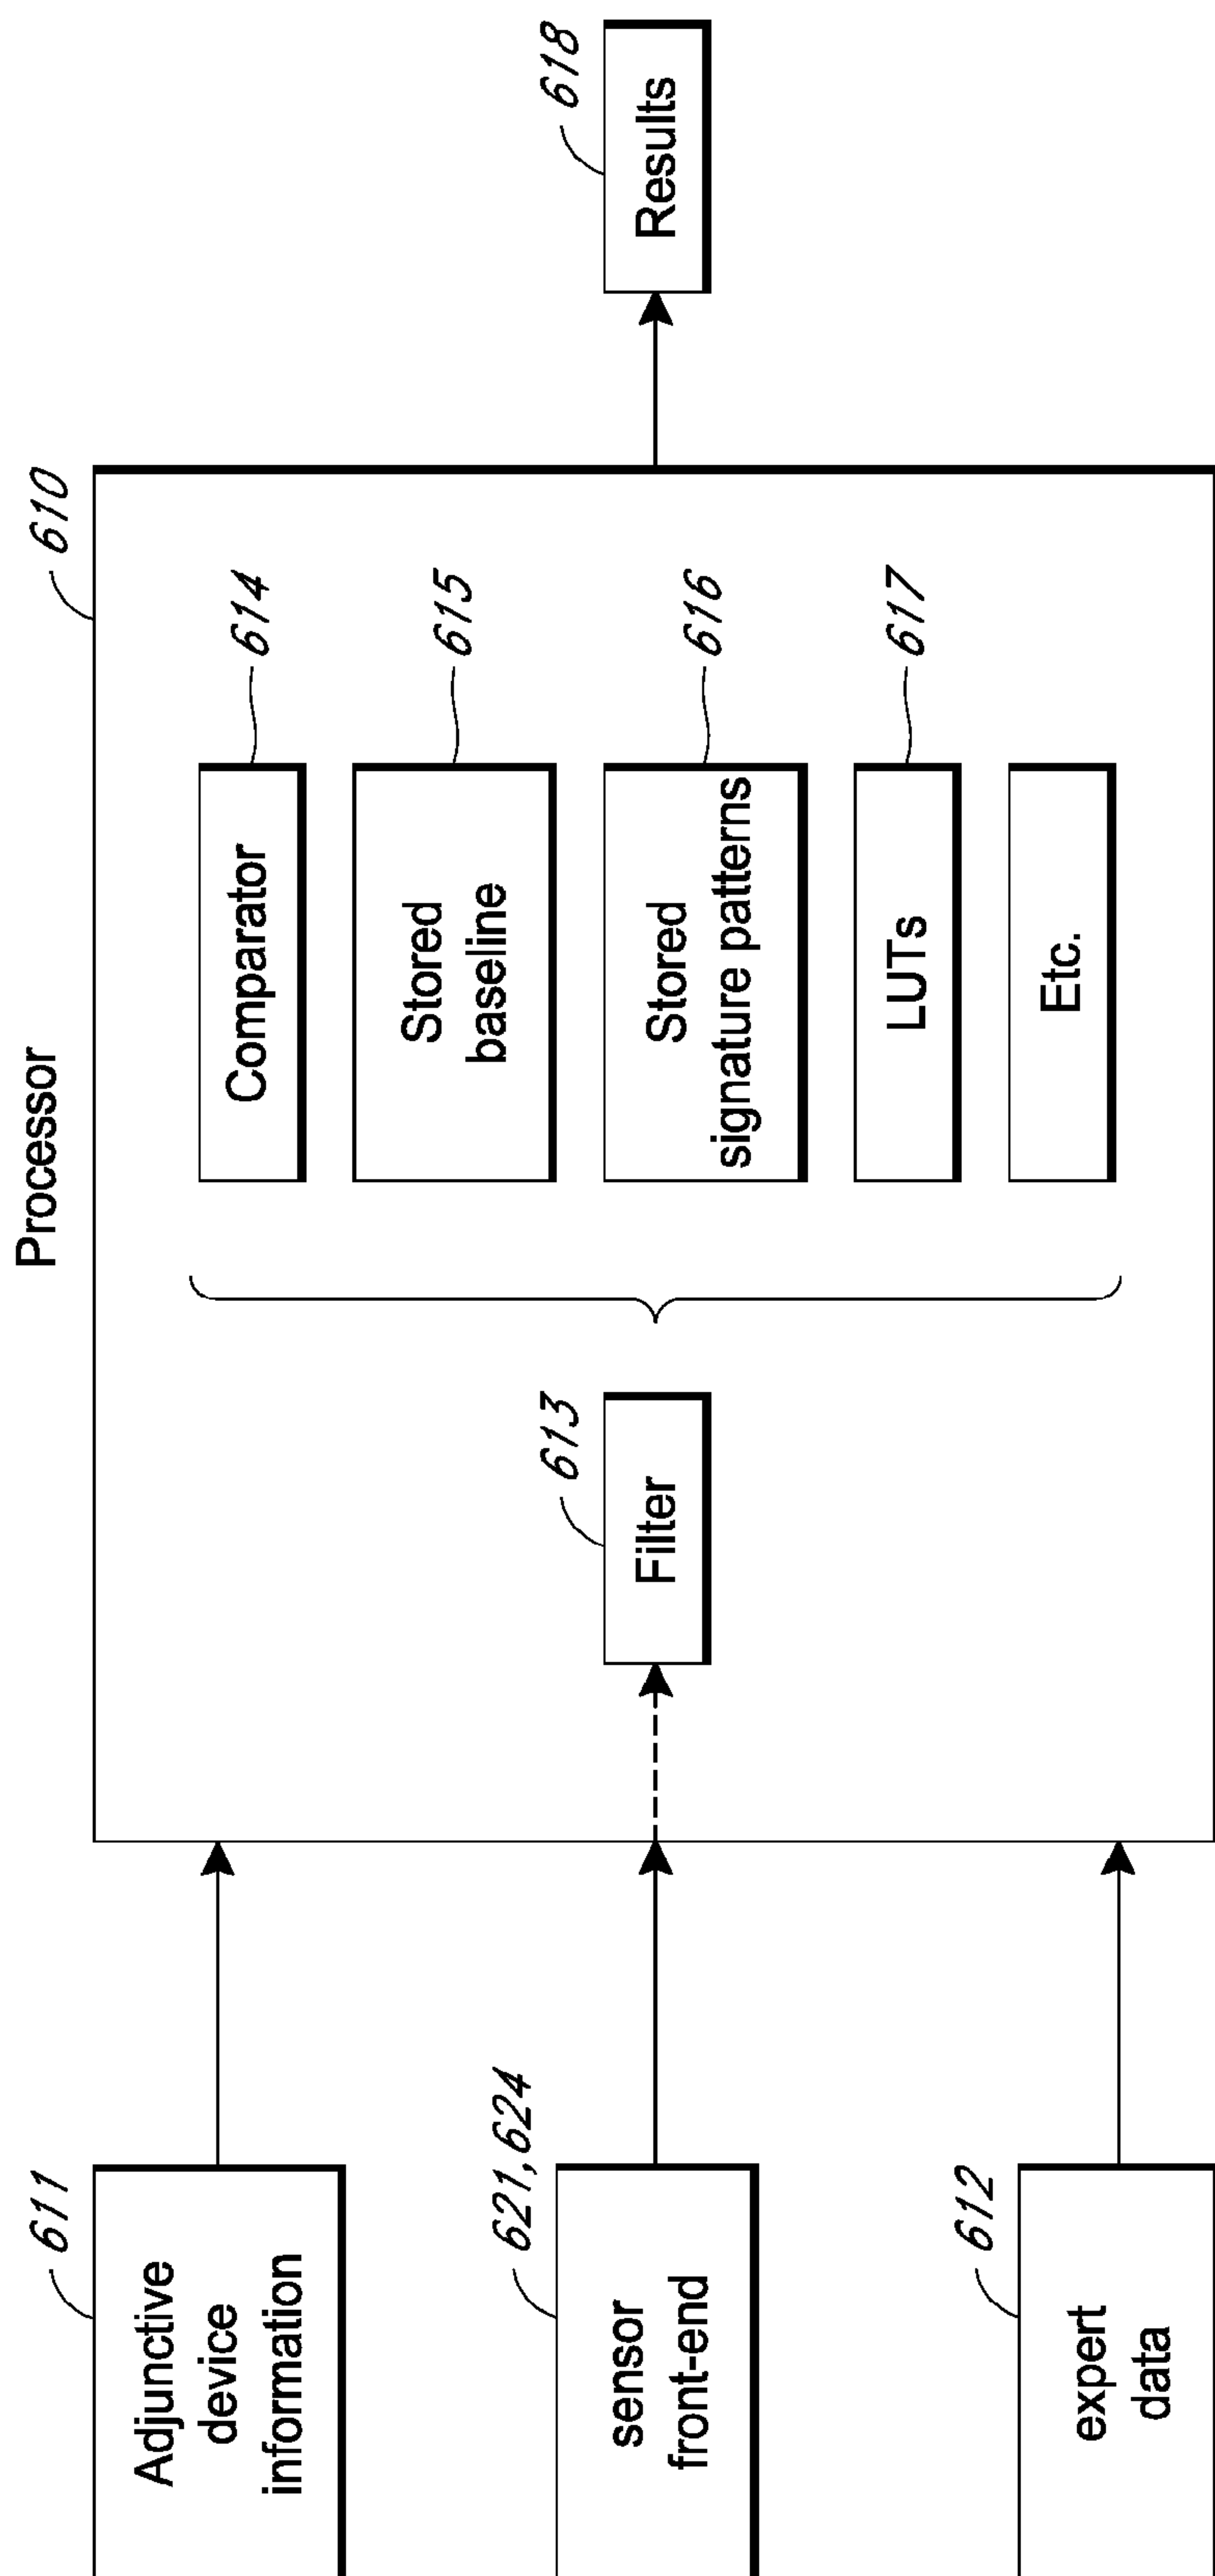 Processor
611
Adjunctive
device
information
621,624
sensor
front-end
612
expert
data
610
613
Filter
Comparator
614
Stored
baseline
615
Stored
signature patterns
616
LUTs
617
Etc.
618
Results